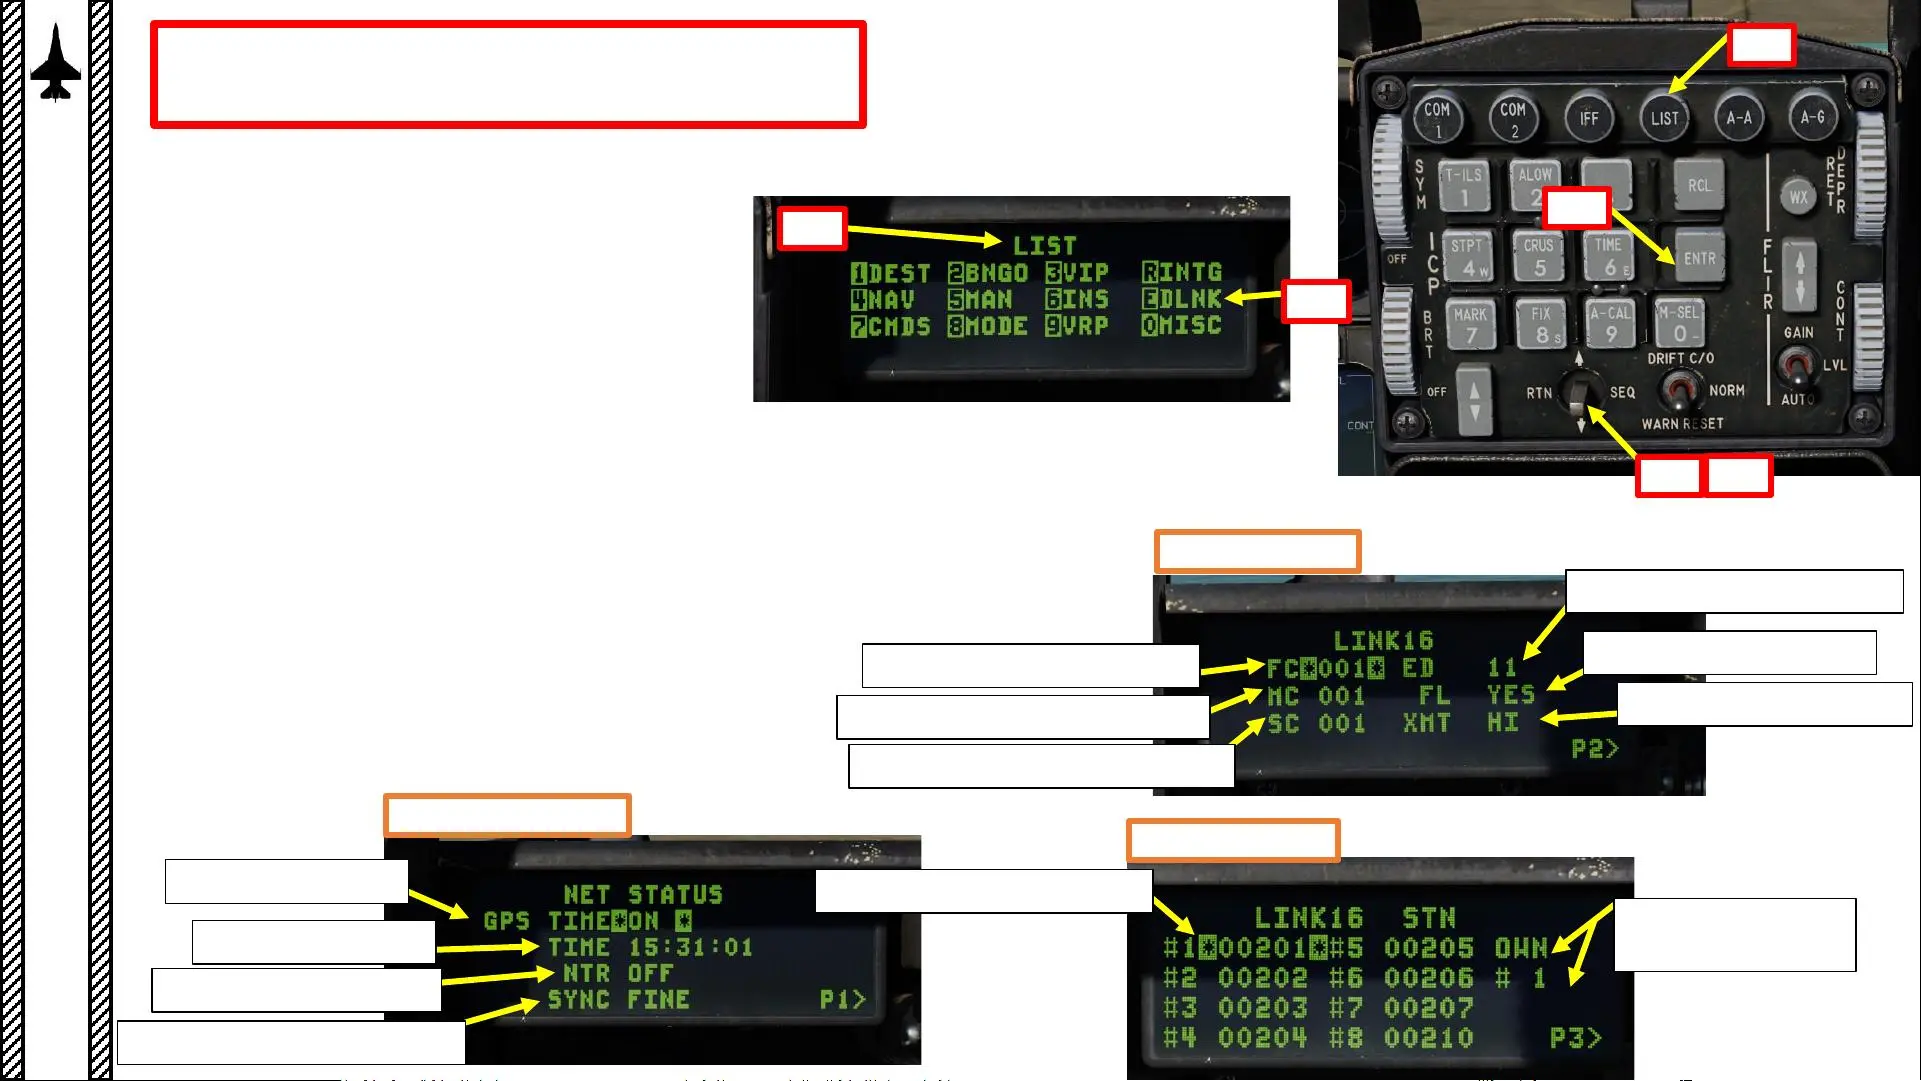 LIST
1DEST 2BNGO 3VIP RINTG
4NAV 5MAN 6INS EDLNK
7CMDS 8MODE 9VRP 0MISC
COM 1
COM 2
IFF
LIST
A-A
A-G
SYM
T-ILS 1
ALOW 2
RCL
WX
RET DEPR
OFF
ICP
STPT 4 W
CRUS 5
TIME 6 E
ENTR
FLIR
BRT
MARK 7
FIX 8 S
A-CAL 9
M-SEL 0 -
CONT
GAIN
LVL
AUTO
OFF
RTN
SEQ
DRIFT C/O
NORM
WARN RESET
CONT
LINK16
FC*001* ED 11
MC 001 FL YES
SC 001 XMT HI
P2>
NET STATUS
GPS TIME*ON *
TIME 15:31:01
NTR OFF
SYNC FINE P1>
LINK16 STN
#1*00201*#5 00205 OWN
#2 00202 #6 00206 # 1
#3 00203 #7 00207
#4 00204 #8 00210 P3>